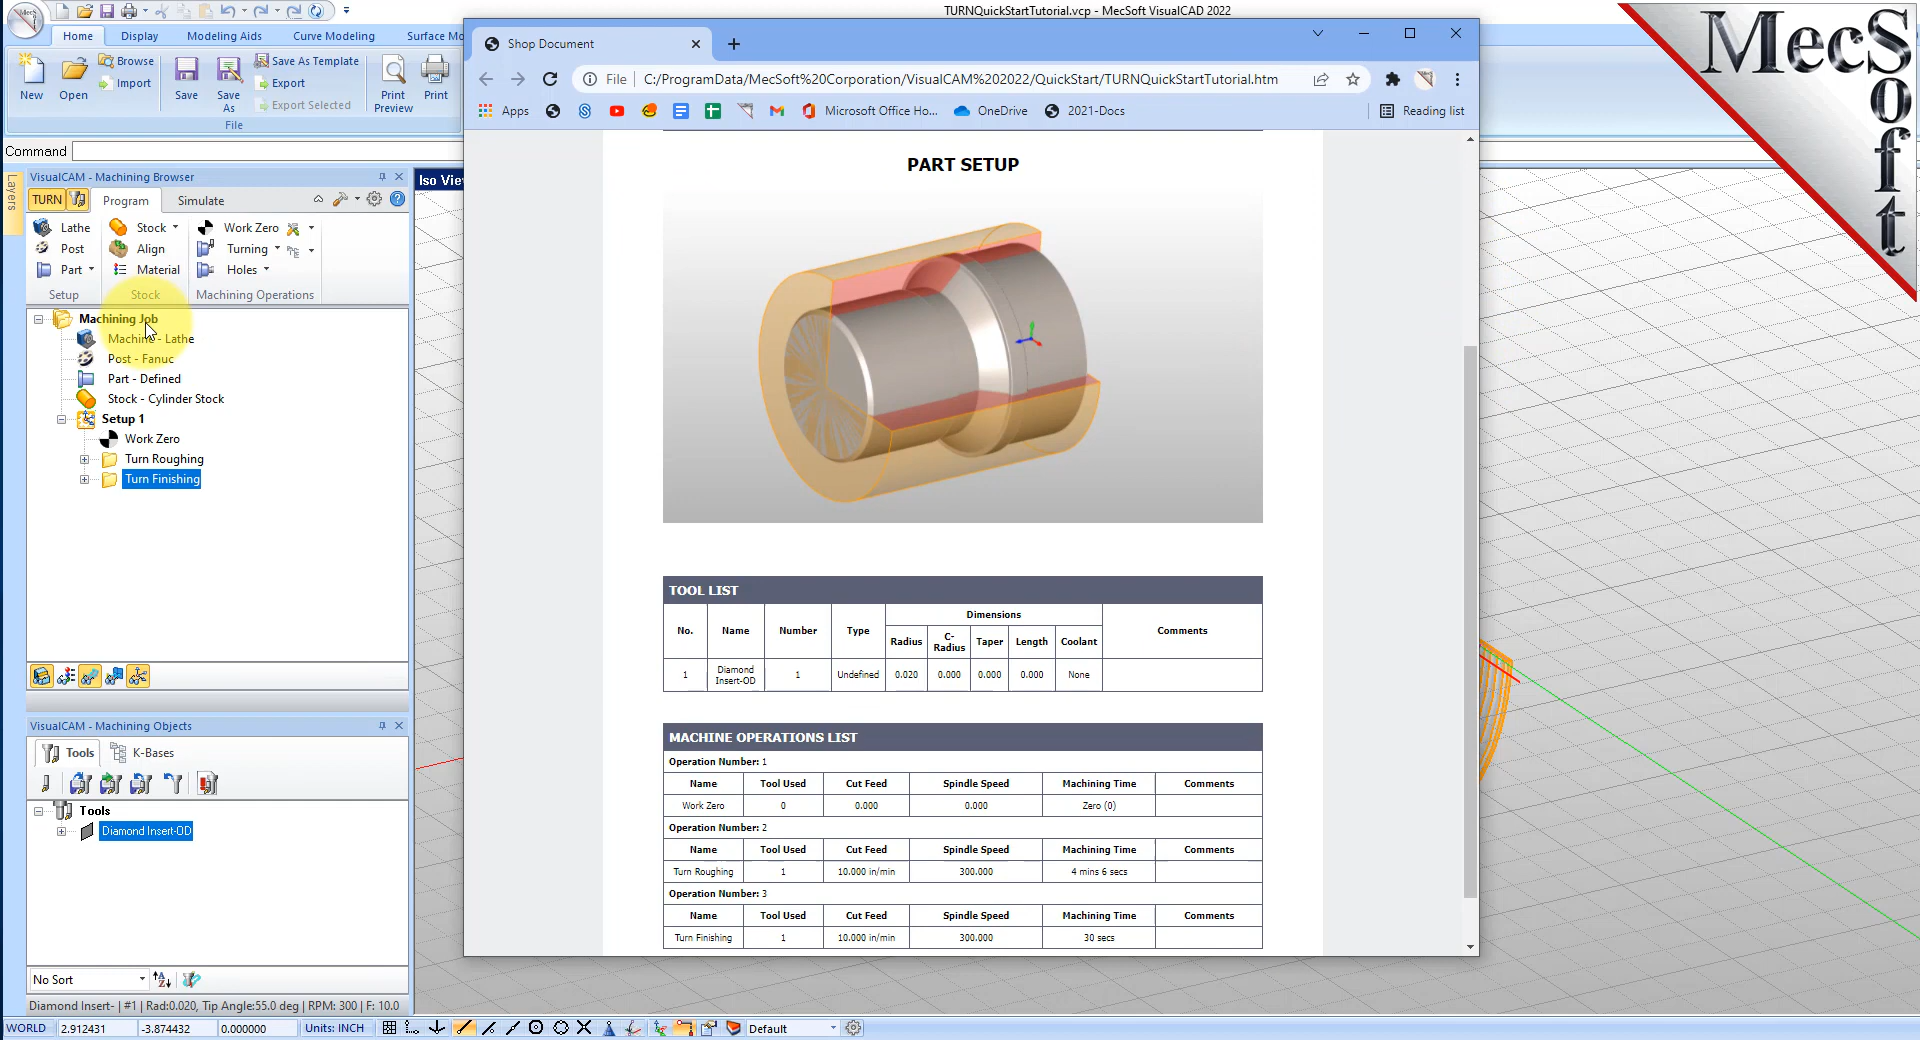 TURNQuickStartTutorial.vcp - MecSoft VisualCAD 2022
MecSoft
Home
Display
Modeling Aids
Curve Modeling
Surface Mo
New
Open
Browse
Import
Save
Save As
Save As Template
Export
Export Selected
Print Preview
Print
File
Command
Layers
VisualCAM - Machining Browser
TURN
Program
Simulate
Lathe
Stock
Work Zero
Post
Align
Turning
Part
Material
Holes
Setup
Stock
Machining Operations
Machining Job
Machine - Lathe
Post - Fanuc
Part - Defined
Stock - Cylinder Stock
Setup 1
Work Zero
Turn Roughing
Turn Finishing
VisualCAM - Machining Objects
Tools
K-Bases
Tools
Diamond Insert-OD
No Sort
Diamond Insert- | #1 | Rad:0.020, Tip Angle:55.0 deg | RPM: 300 | F: 10.0
WORLD
2.912431
-3.874432
0.000000
Units: INCH
Default
Iso Vie
Shop Document
File
C:/ProgramData/MecSoft%20Corporation/VisualCAM%202022/QuickStart/TURNQuickStartTutorial.htm
Apps
Microsoft Office Ho...
OneDrive
2021-Docs
Reading list
PART SETUP
TOOL LIST
No. Name Number Type Dimensions Comments
Radius C-Radius Taper Length Coolant
1 Diamond Insert-OD 1 Undefined 0.020 0.000 0.000 0.000 None
MACHINE OPERATIONS LIST
Operation Number: 1
Name Tool Used Cut Feed Spindle Speed Machining Time Comments
Work Zero 0 0.000 0.000 Zero (0)
Operation Number: 2
Name Tool Used Cut Feed Spindle Speed Machining Time Comments
Turn Roughing 1 10.000 in/min 300.000 4 mins 6 secs
Operation Number: 3
Name Tool Used Cut Feed Spindle Speed Machining Time Comments
Turn Finishing 1 10.000 in/min 300.000 30 secs